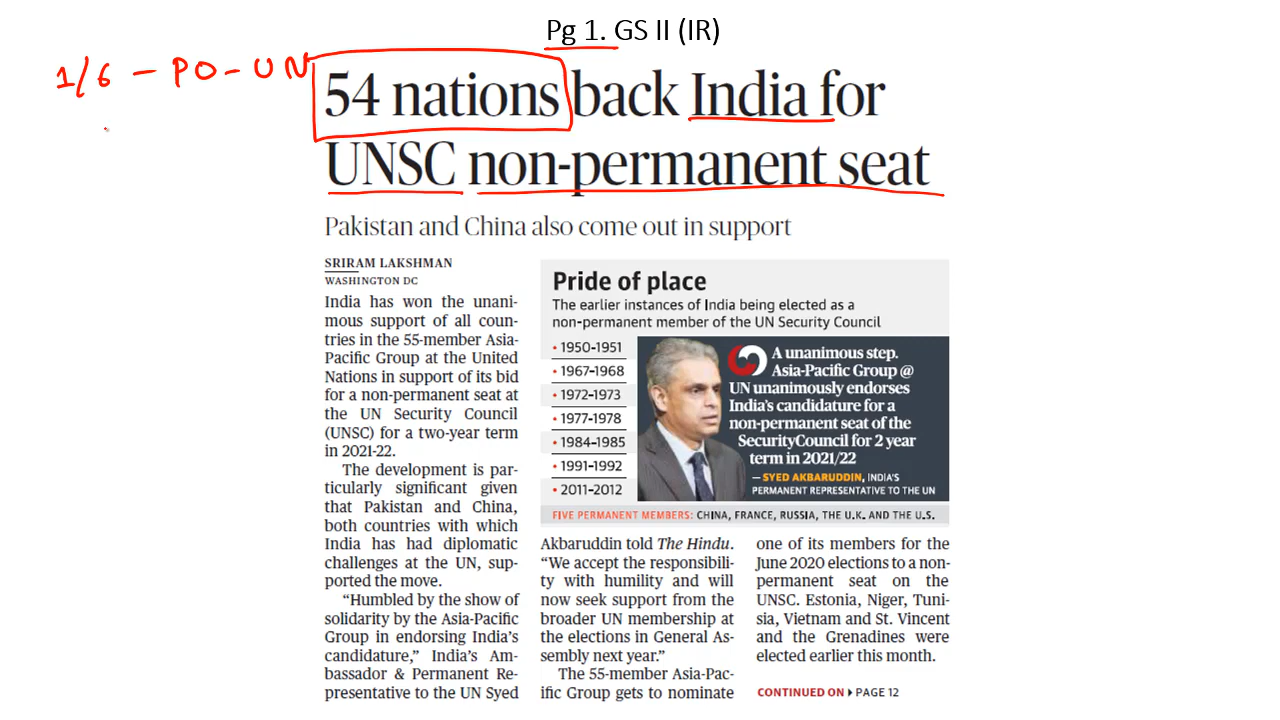 Pg 1. GS II (IR)
1/6 - PO - UN
54 nations back India for
UNSC non-permanent seat
Pakistan and China also come out in support
SRIRAM LAKSHMAN
WASHINGTON DC
India has won the unani-
mous support of all coun-
tries in the 55-member Asia-
Pacific Group at the United
Nations in support of its bid
for a non-permanent seat at
the UN Security Council
(UNSC) for a two-year term
in 2021-22.
The development is par-
ticularly significant given
that Pakistan and China,
both countries with which
India has had diplomatic
challenges at the UN, sup-
ported the move.
“Humbled by the show of
solidarity by the Asia-Pacific
Group in endorsing India’s
candidature,” India’s Am-
bassador & Permanent Re-
presentative to the UN Syed
Pride of place
The earlier instances of India being elected as a
non-permanent member of the UN Security Council
• 1950-1951
• 1967-1968
• 1972-1973
• 1977-1978
• 1984-1985
• 1991-1992
• 2011-2012
A unanimous step.
Asia-Pacific Group @
UN unanimously endorses
India’s candidature for a
non-permanent seat of the
SecurityCouncil for 2 year
term in 2021/22
— SYED AKBARUDDIN, INDIA’S
PERMANENT REPRESENTATIVE TO THE UN
FIVE PERMANENT MEMBERS: CHINA, FRANCE, RUSSIA, THE U.K. AND THE U.S.
Akbaruddin told The Hindu.
“We accept the responsibili-
ty with humility and will
now seek support from the
broader UN membership at
the elections in General As-
sembly next year.”
The 55-member Asia-Pac-
ific Group gets to nominate
one of its members for the
June 2020 elections to a non-
permanent seat on the
UNSC. Estonia, Niger, Tuni-
sia, Vietnam and St. Vincent
and the Grenadines were
elected earlier this month.
CONTINUED ON ▸ PAGE 12